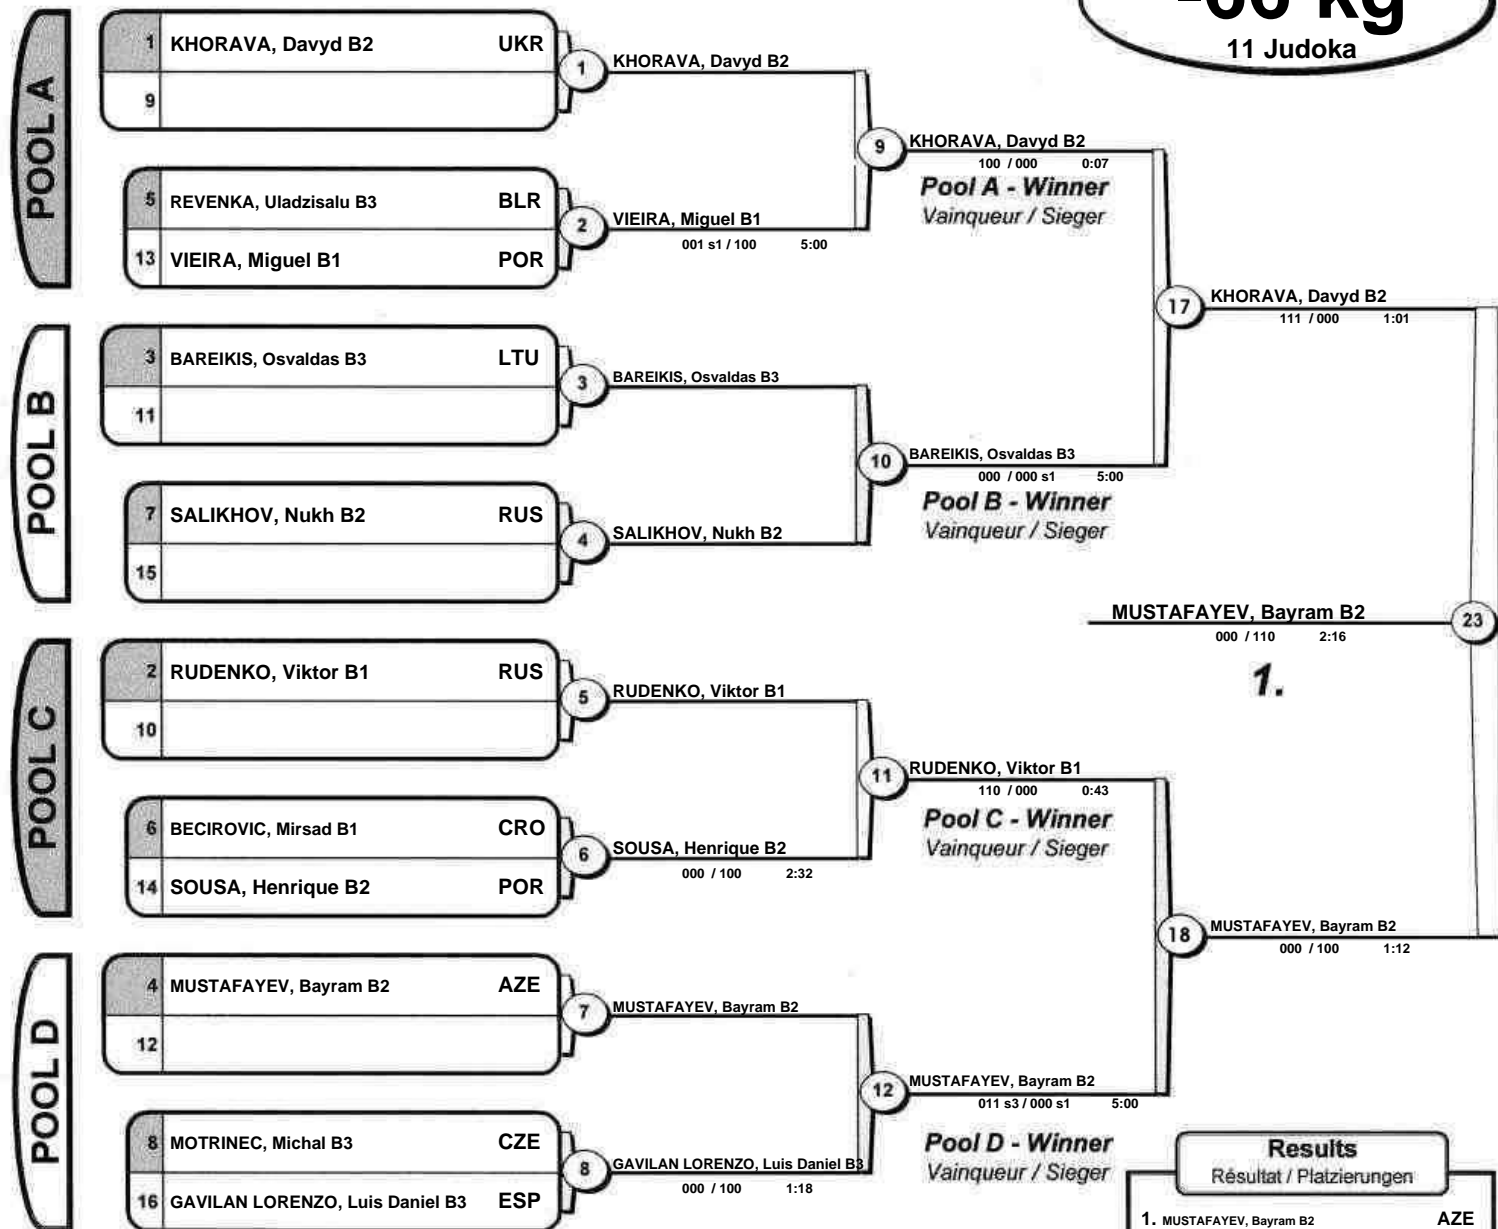 -60 kg
11 Judoka
POOL A
1 KHORAVA, Davyd B2 UKR
9
1 KHORAVA, Davyd B2
5 REVENKA, Uladzisalu B3 BLR
13 VIEIRA, Miguel B1 POR
2 VIEIRA, Miguel B1
001 s1 / 100 5:00
9 KHORAVA, Davyd B2
100 / 000 0:07
Pool A - Winner
Vainqueur / Sieger
POOL B
3 BAREIKIS, Osvaldas B3 LTU
11
3 BAREIKIS, Osvaldas B3
7 SALIKHOV, Nukh B2 RUS
15
4 SALIKHOV, Nukh B2
10 BAREIKIS, Osvaldas B3
000 / 000 s1 5:00
Pool B - Winner
Vainqueur / Sieger
17 KHORAVA, Davyd B2
111 / 000 1:01
MUSTAFAYEV, Bayram B2 23
000 / 110 2:16
1.
POOL C
2 RUDENKO, Viktor B1 RUS
10
5 RUDENKO, Viktor B1
6 BECIROVIC, Mirsad B1 CRO
14 SOUSA, Henrique B2 POR
6 SOUSA, Henrique B2
000 / 100 2:32
11 RUDENKO, Viktor B1
110 / 000 0:43
Pool C - Winner
Vainqueur / Sieger
POOL D
4 MUSTAFAYEV, Bayram B2 AZE
12
7 MUSTAFAYEV, Bayram B2
8 MOTRINEC, Michal B3 CZE
16 GAVILAN LORENZO, Luis Daniel B3 ESP
8 GAVILAN LORENZO, Luis Daniel B3
000 / 100 1:18
12 MUSTAFAYEV, Bayram B2
011 s3 / 000 s1 5:00
Pool D - Winner
Vainqueur / Sieger
18 MUSTAFAYEV, Bayram B2
000 / 100 1:12
Results
Résultat / Platzierungen
1. MUSTAFAYEV, Bayram B2 AZE